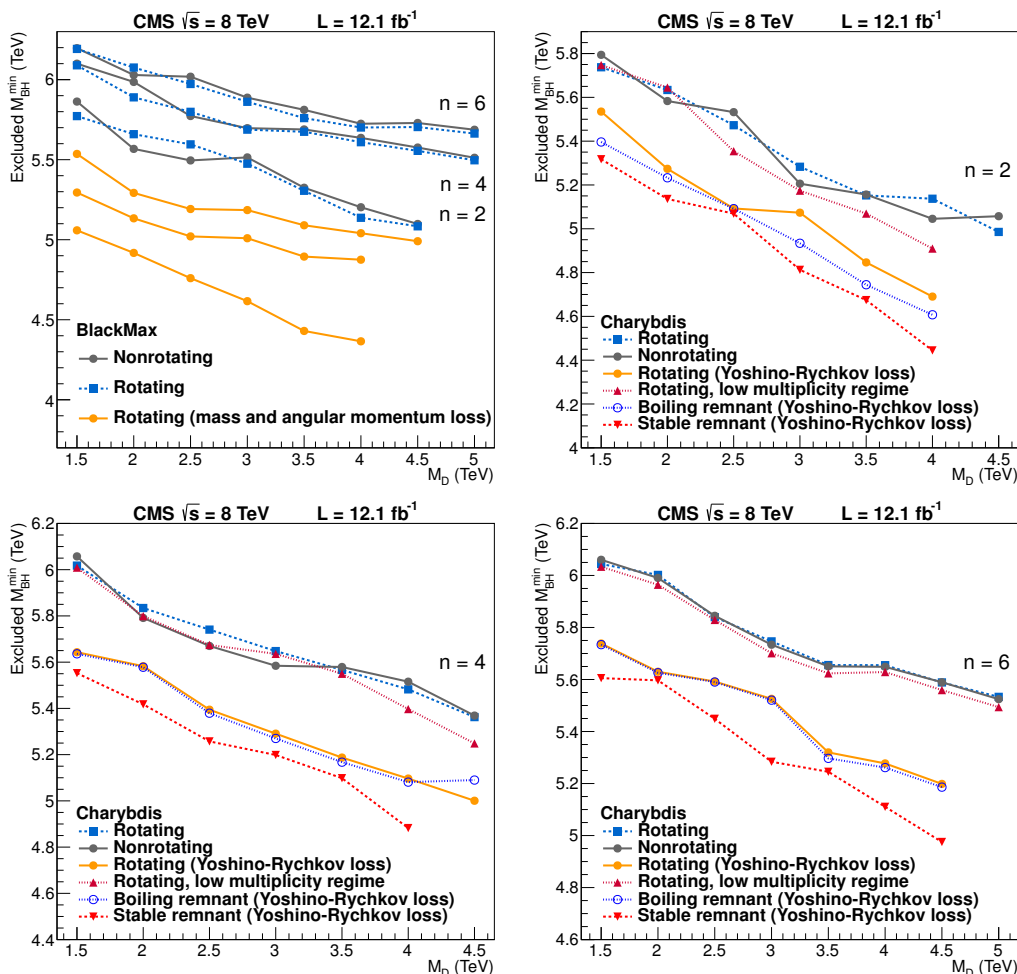 CMS √s = 8 TeV L = 12.1 fb⁻¹
Excluded M_BH^min (TeV)
6
5.5
5
4.5
4
n = 6
n = 4
n = 2
BlackMax
Nonrotating
Rotating
Rotating (mass and angular momentum loss)
1.5 2 2.5 3 3.5 4 4.5 5
M_D (TeV)
CMS √s = 8 TeV L = 12.1 fb⁻¹
Excluded M_BH^min (TeV)
5.8
5.6
5.4
5.2
5
4.8
4.6
4.4
4.2
4
n = 2
Charybdis
Rotating
Nonrotating
Rotating (Yoshino-Rychkov loss)
Rotating, low multiplicity regime
Boiling remnant (Yoshino-Rychkov loss)
Stable remnant (Yoshino-Rychkov loss)
1.5 2 2.5 3 3.5 4 4.5
M_D (TeV)
CMS √s = 8 TeV L = 12.1 fb⁻¹
Excluded M_BH^min (TeV)
6.2
6
5.8
5.6
5.4
5.2
5
4.8
4.6
4.4
n = 4
Charybdis
Rotating
Nonrotating
Rotating (Yoshino-Rychkov loss)
Rotating, low multiplicity regime
Boiling remnant (Yoshino-Rychkov loss)
Stable remnant (Yoshino-Rychkov loss)
1.5 2 2.5 3 3.5 4 4.5
M_D (TeV)
CMS √s = 8 TeV L = 12.1 fb⁻¹
Excluded M_BH^min (TeV)
6.2
6
5.8
5.6
5.4
5.2
5
4.8
4.6
n = 6
Charybdis
Rotating
Nonrotating
Rotating (Yoshino-Rychkov loss)
Rotating, low multiplicity regime
Boiling remnant (Yoshino-Rychkov loss)
Stable remnant (Yoshino-Rychkov loss)
1.5 2 2.5 3 3.5 4 4.5 5
M_D (TeV)